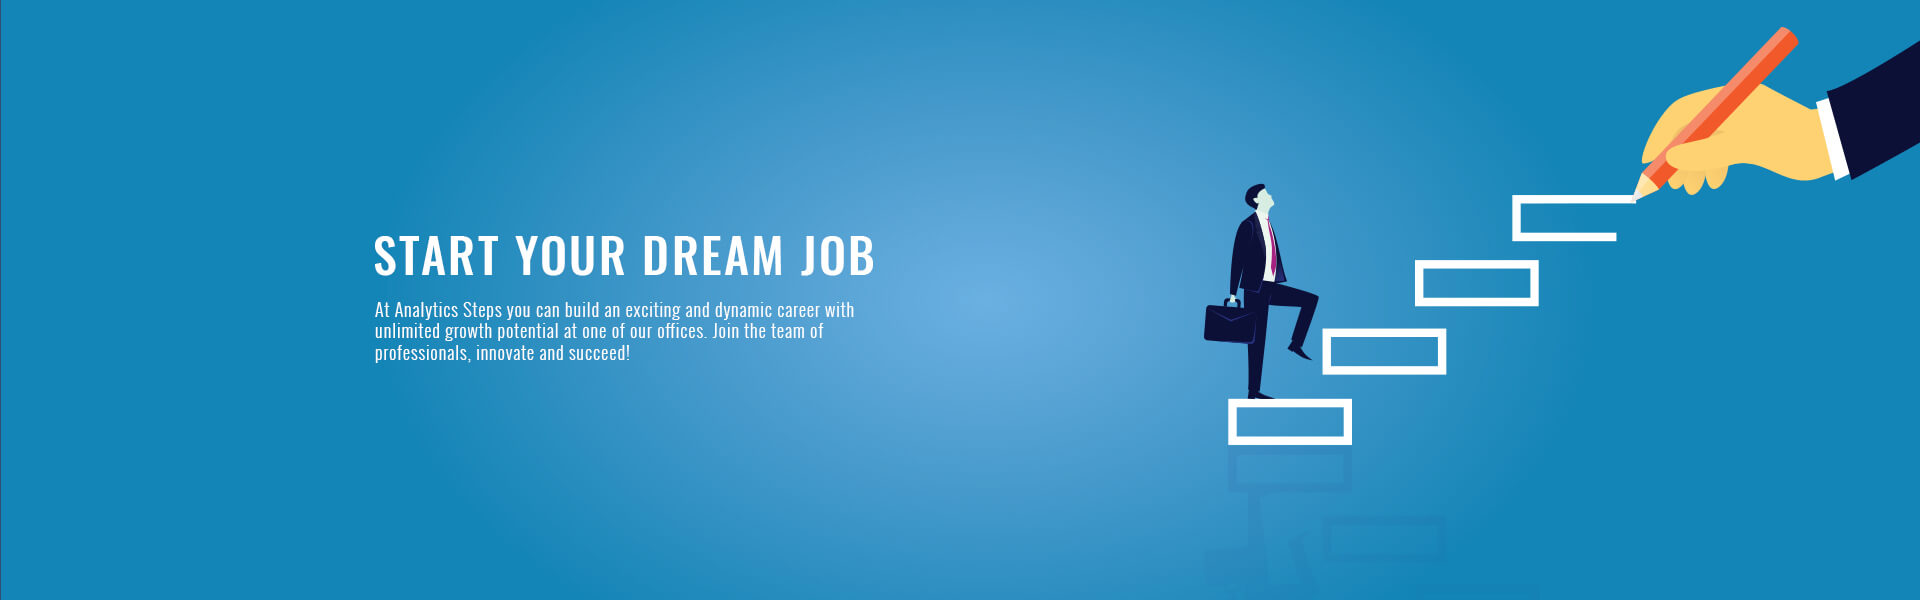 START YOUR DREAM JOB
At Analytics Steps you can build an exciting and dynamic career with
unlimited growth potential at one of our offices. Join the team of
professionals, innovate and succeed!